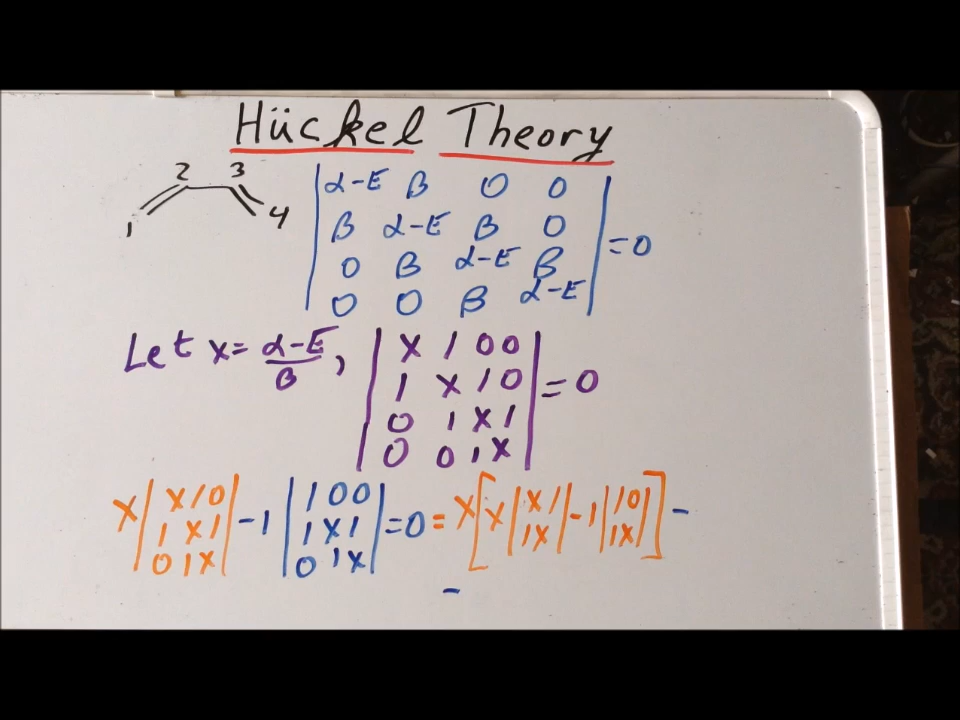 Hückel Theory
1 2 3 4
| α-E β 0 0 |
| β α-E β 0 | = 0
| 0 β α-E β |
| 0 0 β α-E |
Let x = (α-E)/β, | x 1 0 0 |
| 1 x 1 0 | = 0
| 0 1 x 1 |
| 0 0 1 x |
x | x 1 0 | -1 | 1 0 0 | = 0 = x [ x | x 1 | -1 | 1 0 | ] -
| 1 x 1 | | 1 x 1 | | 1 x | | 1 x |
| 0 1 x | | 0 1 x |
-